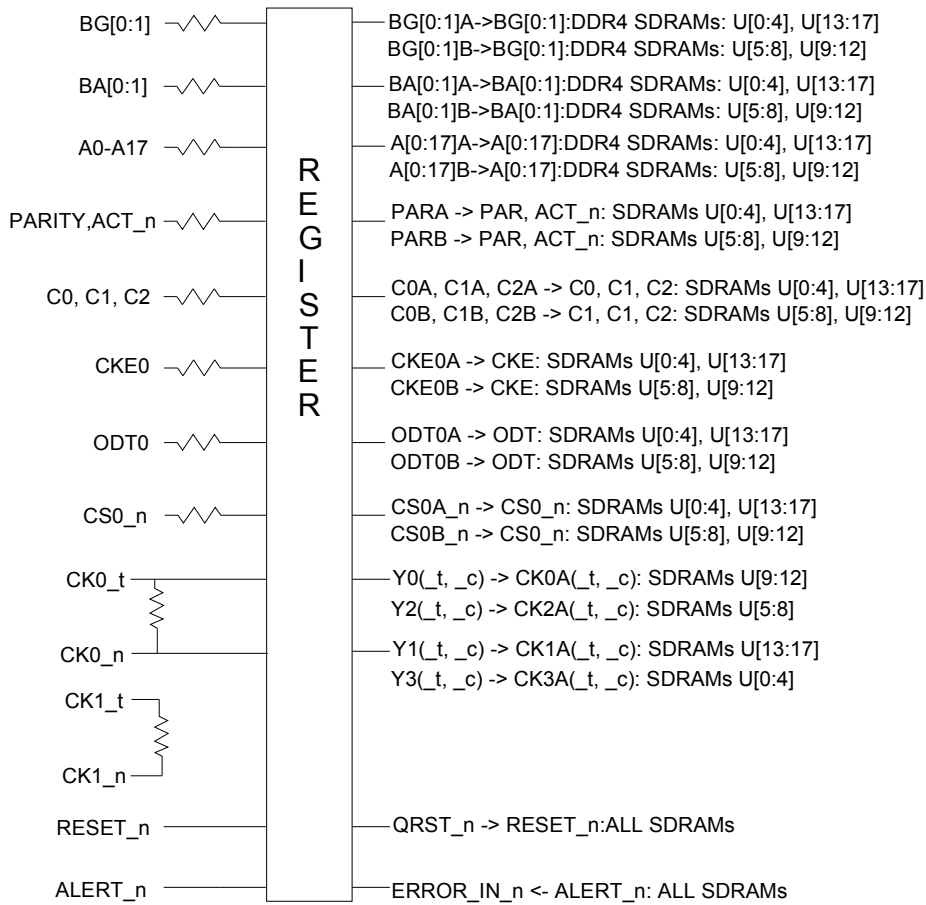 BG[0:1]
BG[0:1]A->BG[0:1]:DDR4 SDRAMs: U[0:4], U[13:17]
BG[0:1]B->BG[0:1]:DDR4 SDRAMs: U[5:8], U[9:12]
BA[0:1]
BA[0:1]A->BA[0:1]:DDR4 SDRAMs: U[0:4], U[13:17]
BA[0:1]B->BA[0:1]:DDR4 SDRAMs: U[5:8], U[9:12]
A0-A17
A[0:17]A->A[0:17]:DDR4 SDRAMs: U[0:4], U[13:17]
A[0:17]B->A[0:17]:DDR4 SDRAMs: U[5:8], U[9:12]
REGISTER
PARITY,ACT_n
PARA -> PAR, ACT_n: SDRAMs U[0:4], U[13:17]
PARB -> PAR, ACT_n: SDRAMs U[5:8], U[9:12]
C0, C1, C2
C0A, C1A, C2A -> C0, C1, C2: SDRAMs U[0:4], U[13:17]
C0B, C1B, C2B -> C1, C1, C2: SDRAMs U[5:8], U[9:12]
CKE0
CKE0A -> CKE: SDRAMs U[0:4], U[13:17]
CKE0B -> CKE: SDRAMs U[5:8], U[9:12]
ODT0
ODT0A -> ODT: SDRAMs U[0:4], U[13:17]
ODT0B -> ODT: SDRAMs U[5:8], U[9:12]
CS0_n
CS0A_n -> CS0_n: SDRAMs U[0:4], U[13:17]
CS0B_n -> CS0_n: SDRAMs U[5:8], U[9:12]
CK0_t
Y0(_t, _c) -> CK0A(_t, _c): SDRAMs U[9:12]
Y2(_t, _c) -> CK2A(_t, _c): SDRAMs U[5:8]
CK0_n
Y1(_t, _c) -> CK1A(_t, _c): SDRAMs U[13:17]
Y3(_t, _c) -> CK3A(_t, _c): SDRAMs U[0:4]
CK1_t
CK1_n
RESET_n
QRST_n -> RESET_n:ALL SDRAMs
ALERT_n
ERROR_IN_n <- ALERT_n: ALL SDRAMs